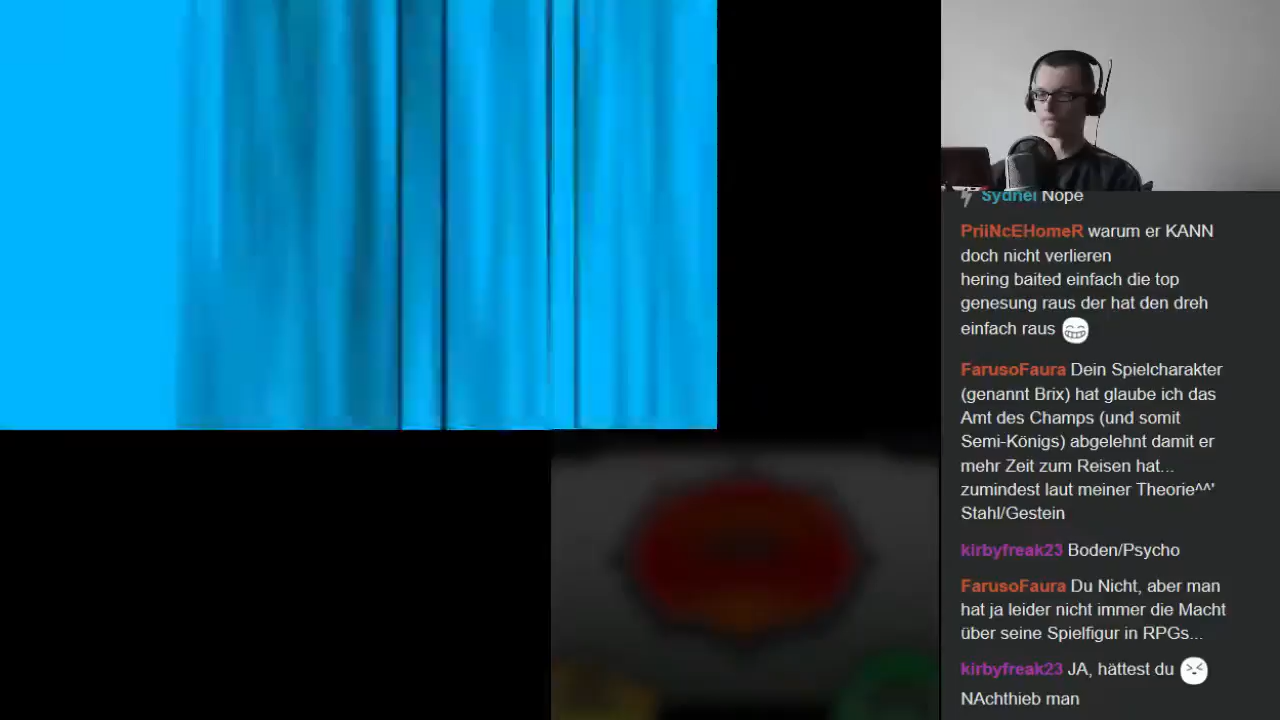 Sydnei Nope
PriiNcEHomeR warum er KANN
doch nicht verlieren
hering baited einfach die top
genesung raus der hat den dreh
einfach raus
FarusoFaura Dein Spielcharakter
(genannt Brix) hat glaube ich das
Amt des Champs (und somit
Semi-Königs) abgelehnt damit er
mehr Zeit zum Reisen hat...
zumindest laut meiner Theorie^^'
Stahl/Gestein
kirbyfreak23 Boden/Psycho
FarusoFaura Du Nicht, aber man
hat ja leider nicht immer die Macht
über seine Spielfigur in RPGs...
kirbyfreak23 JA, hättest du
NAchthieb man